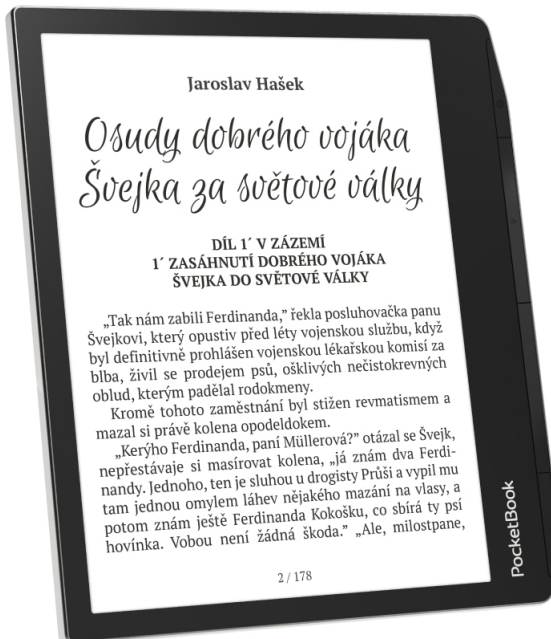 Jaroslav Hašek
Osudy dobrého vojáka
Švejka za světové války
DÍL 1´ V ZÁZEMÍ
1´ ZASÁHNUTÍ DOBRÉHO VOJÁKA
ŠVEJKA DO SVĚTOVÉ VÁLKY
„Tak nám zabili Ferdinanda,” řekla posluhovačka panu
Švejkovi, který opustiv před léty vojenskou službu, když
byl definitivně prohlášen vojenskou lékařskou komisí za
blba, živil se prodejem psů, ošklivých nečistokrevných
oblud, kterým padělal rodokmeny.
Kromě tohoto zaměstnání byl stižen revmatismem a
mazal si právě kolena opodeldokem.
„Kerýho Ferdinanda, paní Müllerová?” otázal se Švejk,
nepřestávaje si masírovat kolena, „já znám dva Ferdi-
nandy. Jednoho, ten je sluhou u drogisty Průši a vypil mu
tam jednou omylem láhev nějakého mazání na vlasy, a
potom znám ještě Ferdinanda Kokošku, co sbírá ty psí
hovínka. Vobou není žádná škoda.” „Ale, milostpane,
2 / 178
PocketBook